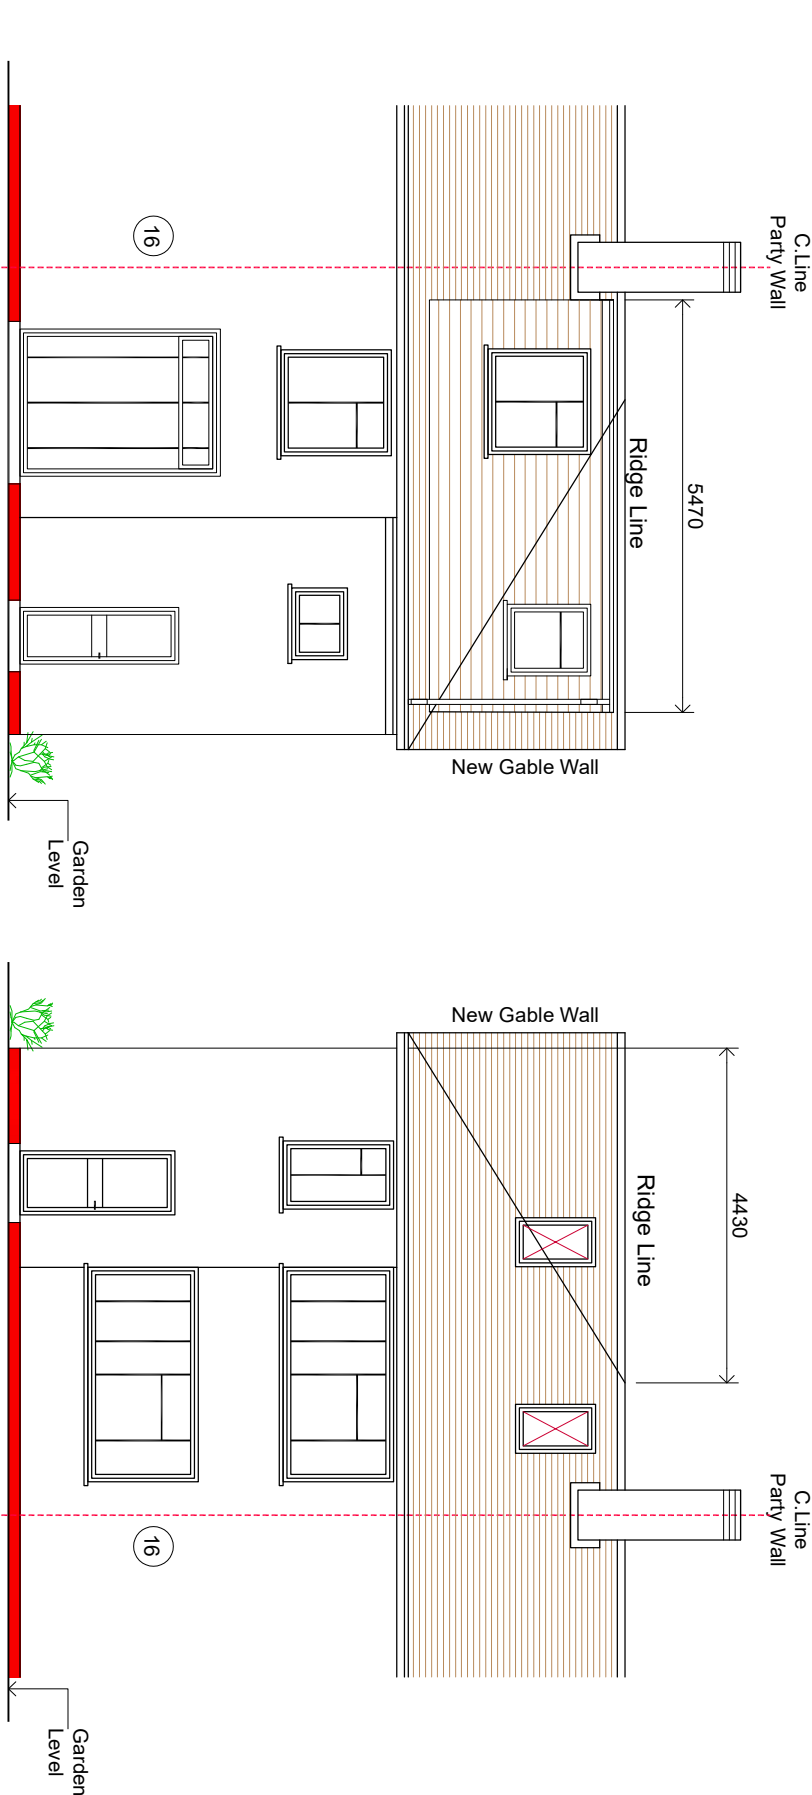 C.Line
Party Wall
16
5470
Ridge Line
New Gable Wall
Garden
Level
New Gable Wall
4430
Ridge Line
C.Line
Party Wall
16
Garden
Level